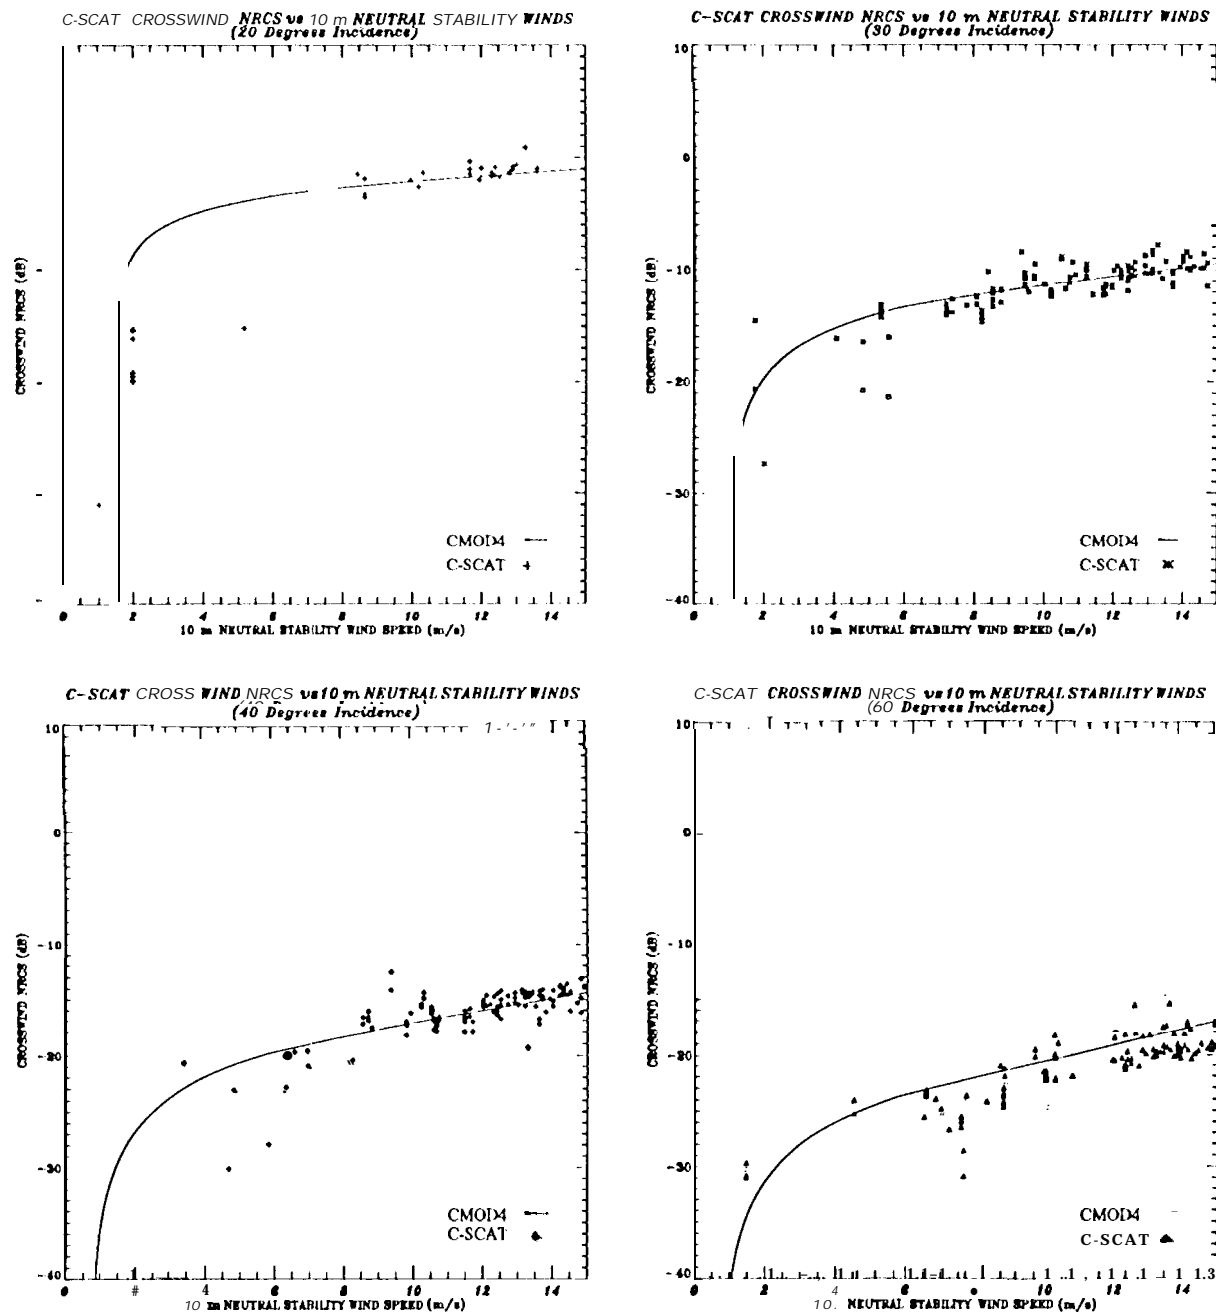 C-SCAT CROSSWIND NRCS vs 10 m NEUTRAL STABILITY WINDS
(20 Degrees Incidence)
CROSSWIND NRCS (dB)
CMOD4
C-SCAT
0 2 4 6 8 10 12 14
10 m NEUTRAL STABILITY WIND SPEED (m/s)
C-SCAT CROSSWIND NRCS vs 10 m NEUTRAL STABILITY WINDS
(30 Degrees Incidence)
10
0
-10
-20
-30
-40
CROSSWIND NRCS (dB)
CMOD4
C-SCAT
0 2 4 6 8 10 12 14
10 m NEUTRAL STABILITY WIND SPEED (m/s)
C-SCAT CROSS WIND NRCS vs 10 m NEUTRAL STABILITY WINDS
(40 Degrees Incidence)
10
0
-10
-20
-30
-40
CROSSWIND NRCS (dB)
CMOD4
C-SCAT
0 # 4 6 8 10 12 14
10 m NEUTRAL STABILITY WIND SPEED (m/s)
C-SCAT CROSSWIND NRCS vs 10 m NEUTRAL STABILITY WINDS
(60 Degrees Incidence)
10
0
-10
-20
-30
-40
CROSSWIND NRCS (dB)
CMOD4
C-SCAT
0 2 4 6 8 10 12 14
10. NEUTRAL STABILITY WIND SPEED (m/s)